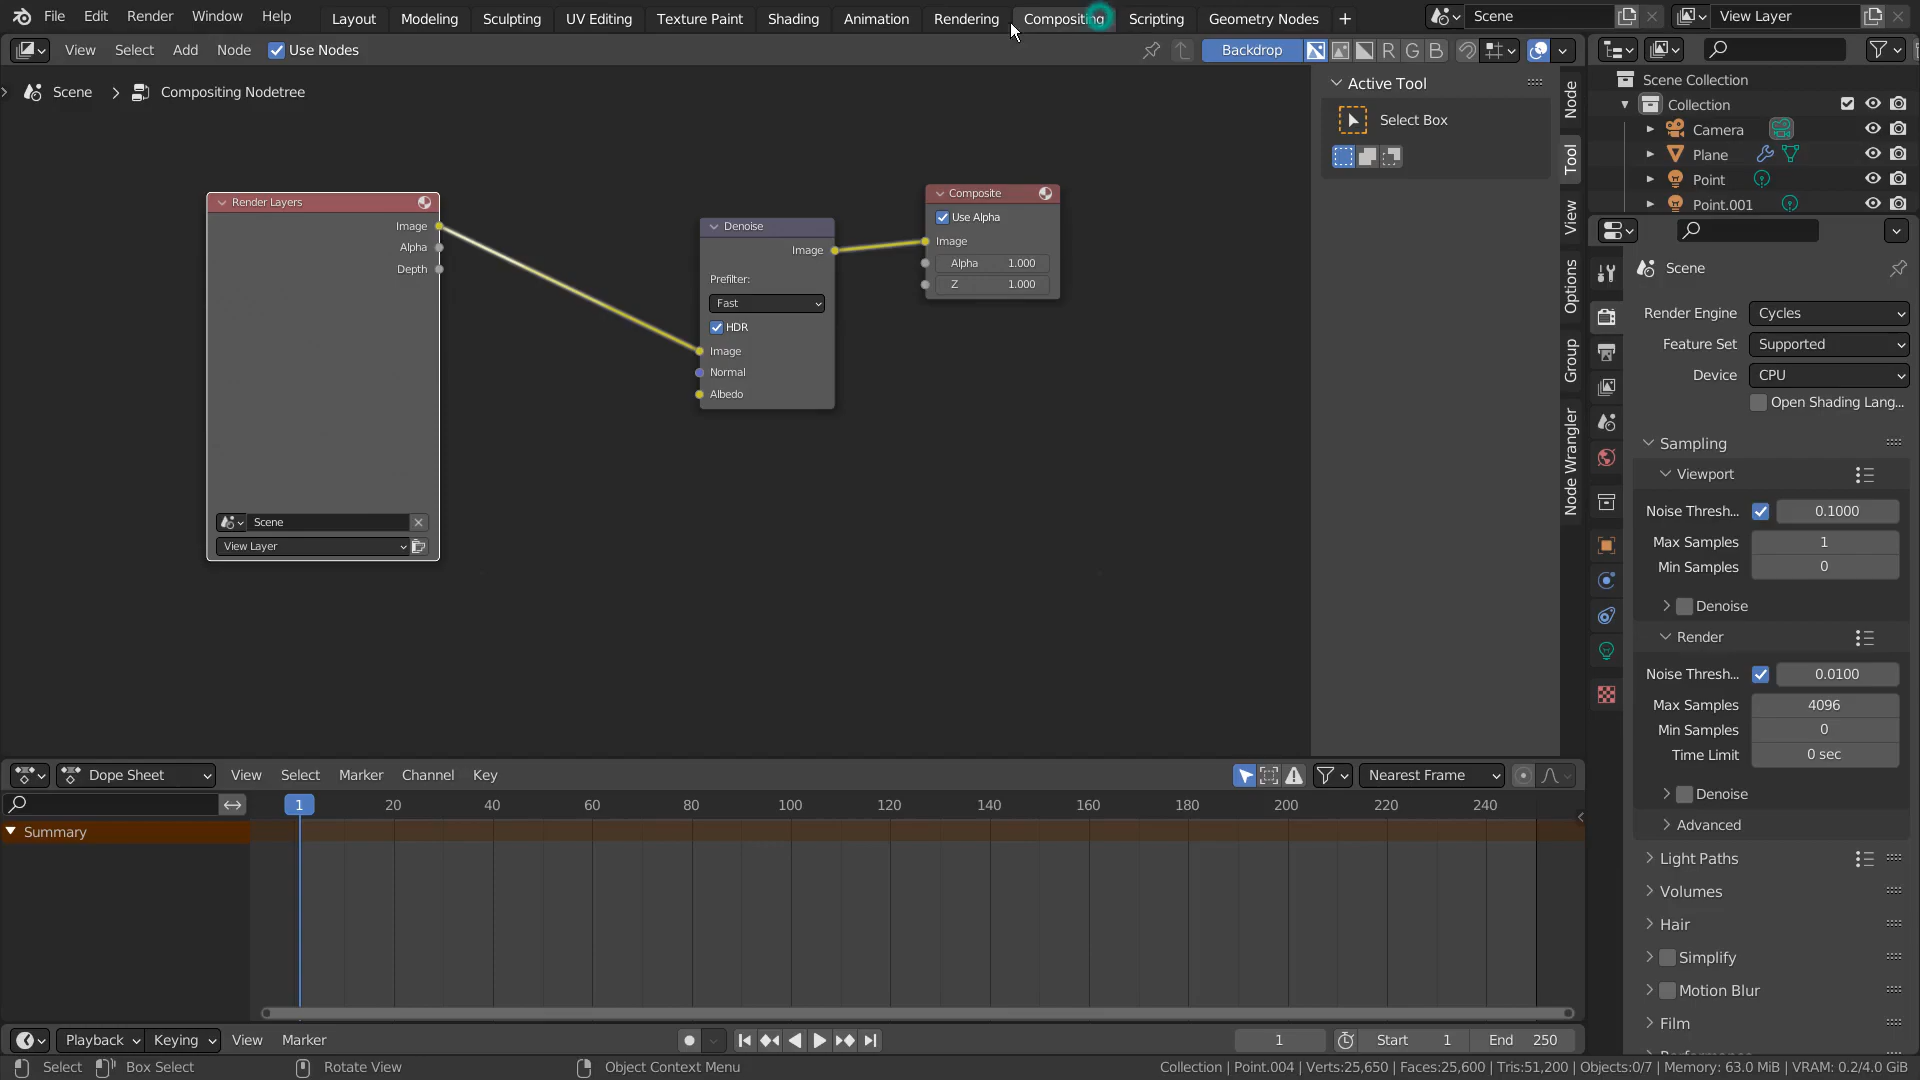 File Edit Render Window Help Layout Modeling Sculpting UV Editing Texture Paint Shading Animation Rendering Compositing Scripting Geometry Nodes + Scene View Layer
View Select Add Node Use Nodes Backdrop R G B
Scene > Compositing Nodetree
Active Tool
Select Box
Node
Tool
View
Options
Group
Node Wrangler
Render Layers
Image
Alpha
Depth
Scene
View Layer
Denoise
Image
Prefilter:
Fast
HDR
Image
Normal
Albedo
Composite
Use Alpha
Image
Alpha 1.000
Z 1.000
Scene Collection
Collection
Camera
Plane
Point
Point.001
Scene
Render Engine Cycles
Feature Set Supported
Device CPU
Open Shading Lang...
Sampling
Viewport
Noise Thresh... 0.1000
Max Samples 1
Min Samples 0
Denoise
Render
Noise Thresh... 0.0100
Max Samples 4096
Min Samples 0
Time Limit 0 sec
Denoise
Advanced
Light Paths
Volumes
Hair
Simplify
Motion Blur
Film
Dope Sheet View Select Marker Channel Key Nearest Frame
1 20 40 60 80 100 120 140 160 180 200 220 240
Summary
Playback Keying View Marker 1 Start 1 End 250
Select Box Select Rotate View Object Context Menu Collection | Point.004 | Verts:25,650 | Faces:25,600 | Tris:51,200 | Objects:0/7 | Memory: 63.0 MiB | VRAM: 0.2/4.0 GiB